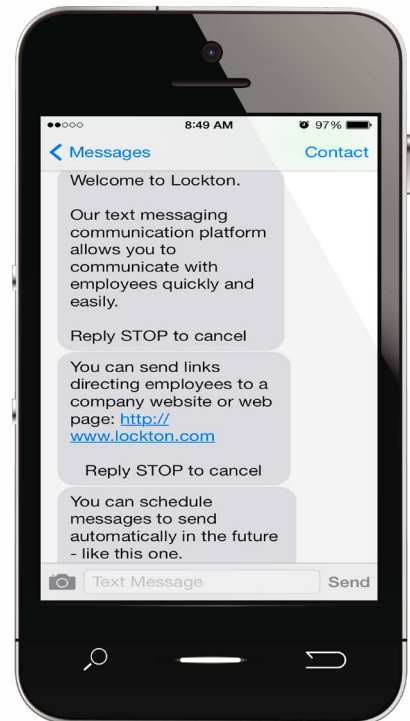 8:49 AM
97%
Messages
Contact
Welcome to Lockton.
Our text messaging
communication platform
allows you to
communicate with
employees quickly and
easily.
Reply STOP to cancel
You can send links
directing employees to a
company website or web
page: http://
www.lockton.com
Reply STOP to cancel
You can schedule
messages to send
automatically in the future
- like this one.
Text Message
Send